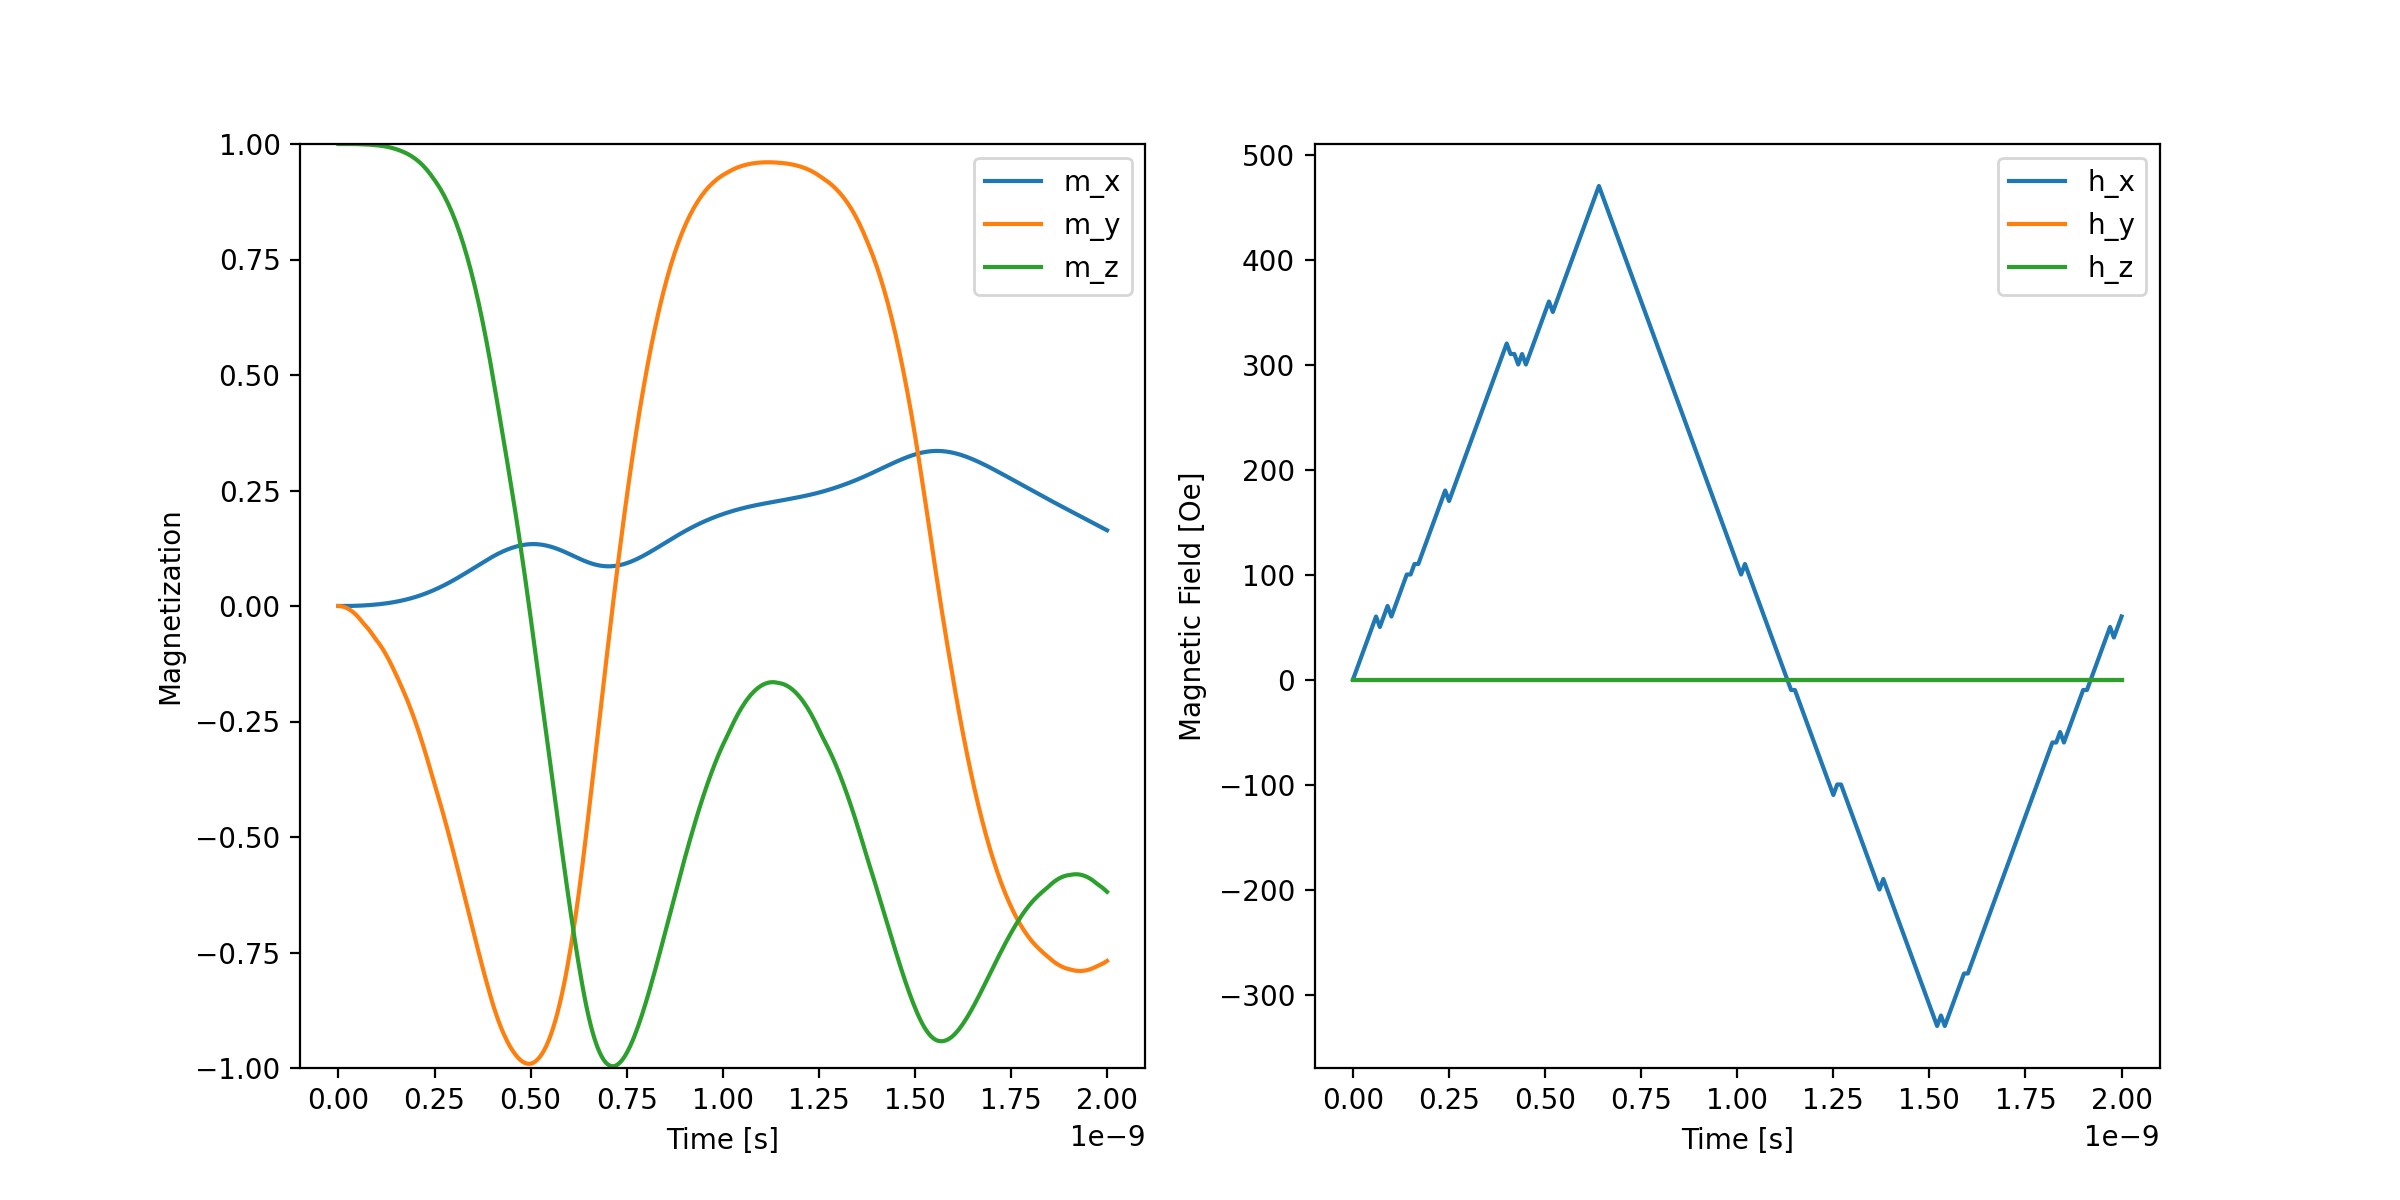 1.00
0.75
0.50
0.25
0.00
−0.25
−0.50
−0.75
−1.00
Magnetization
m_x
m_y
m_z
0.00 0.25 0.50 0.75 1.00 1.25 1.50 1.75 2.00
Time [s]
1e−9
500
400
300
200
100
0
−100
−200
−300
Magnetic Field [Oe]
h_x
h_y
h_z
0.00 0.25 0.50 0.75 1.00 1.25 1.50 1.75 2.00
Time [s]
1e−9